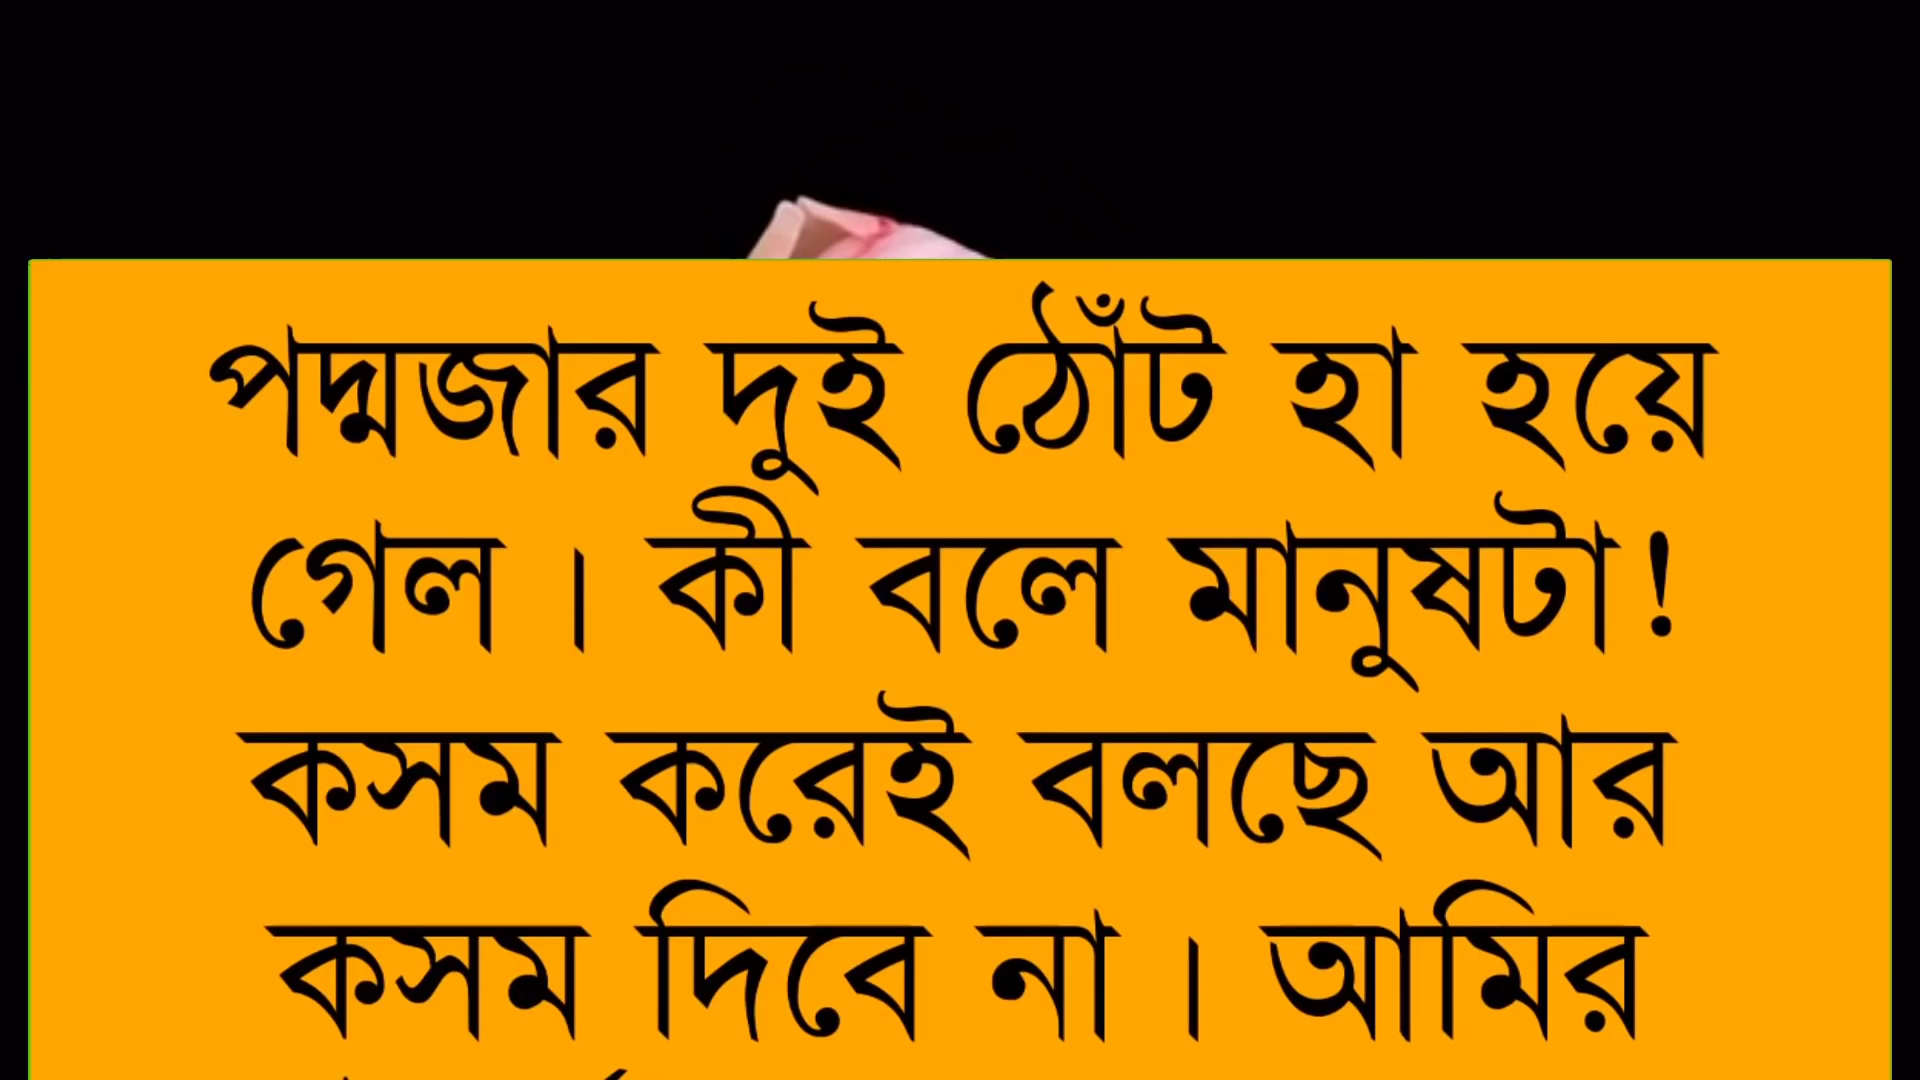 পদ্মজার দুই ঠোঁট হা হয়ে
গেল। কী বলে মানুষটা!
কসম করেই বলছে আর
কসম দিবে না। আমির